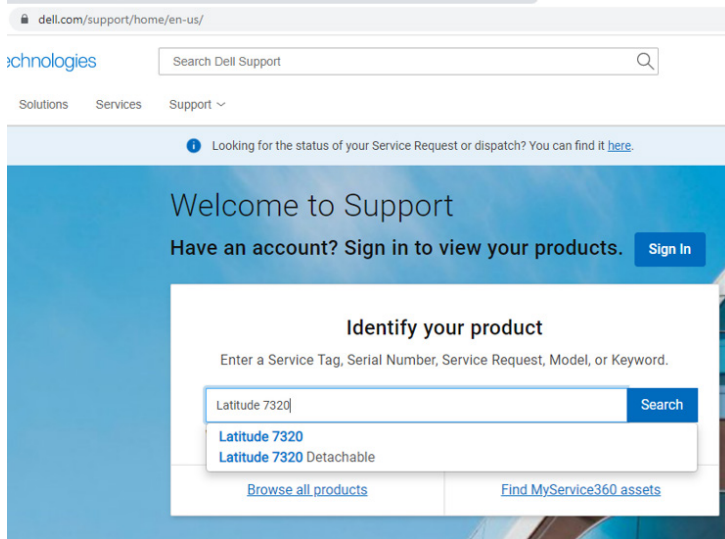 dell.com/support/home/en-us/
echnologies
Search Dell Support
Solutions Services Support
Looking for the status of your Service Request or dispatch? You can find it here.
Welcome to Support
Have an account? Sign in to view your products. Sign In
Identify your product
Enter a Service Tag, Serial Number, Service Request, Model, or Keyword.
Latitude 7320 Search
Latitude 7320
Latitude 7320 Detachable
Browse all products Find MyService360 assets